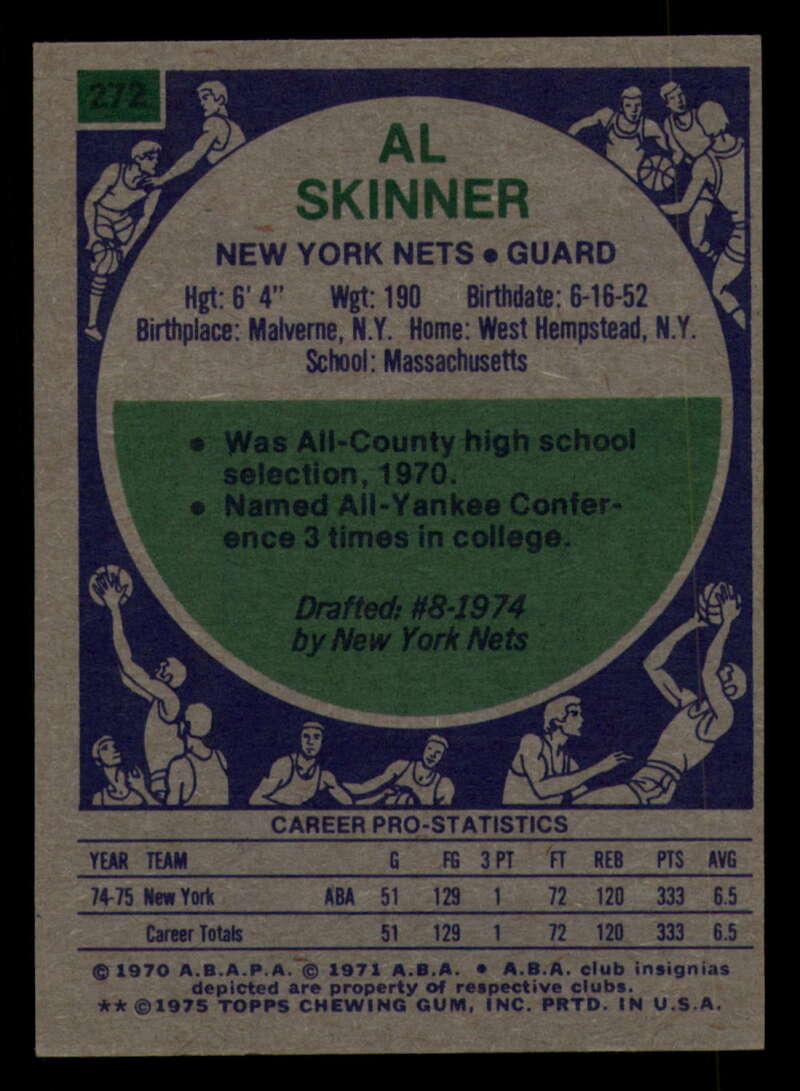 272
AL
SKINNER
NEW YORK NETS • GUARD
Hgt: 6' 4" Wgt: 190 Birthdate: 6-16-52
Birthplace: Malverne, N.Y. Home: West Hempstead, N.Y.
School: Massachusetts
• Was All-County high school
selection, 1970.
• Named All-Yankee Confer-
ence 3 times in college.
Drafted: #8-1974
by New York Nets
CAREER PRO-STATISTICS
YEAR TEAM G FG 3 PT FT REB PTS AVG
74-75 New York ABA 51 129 1 72 120 333 6.5
Career Totals 51 129 1 72 120 333 6.5
© 1970 A.B.A.P.A. © 1971 A.B.A. • A.B.A. club insignias
depicted are property of respective clubs.
** ©1975 TOPPS CHEWING GUM, INC. PRTD. IN U.S.A.